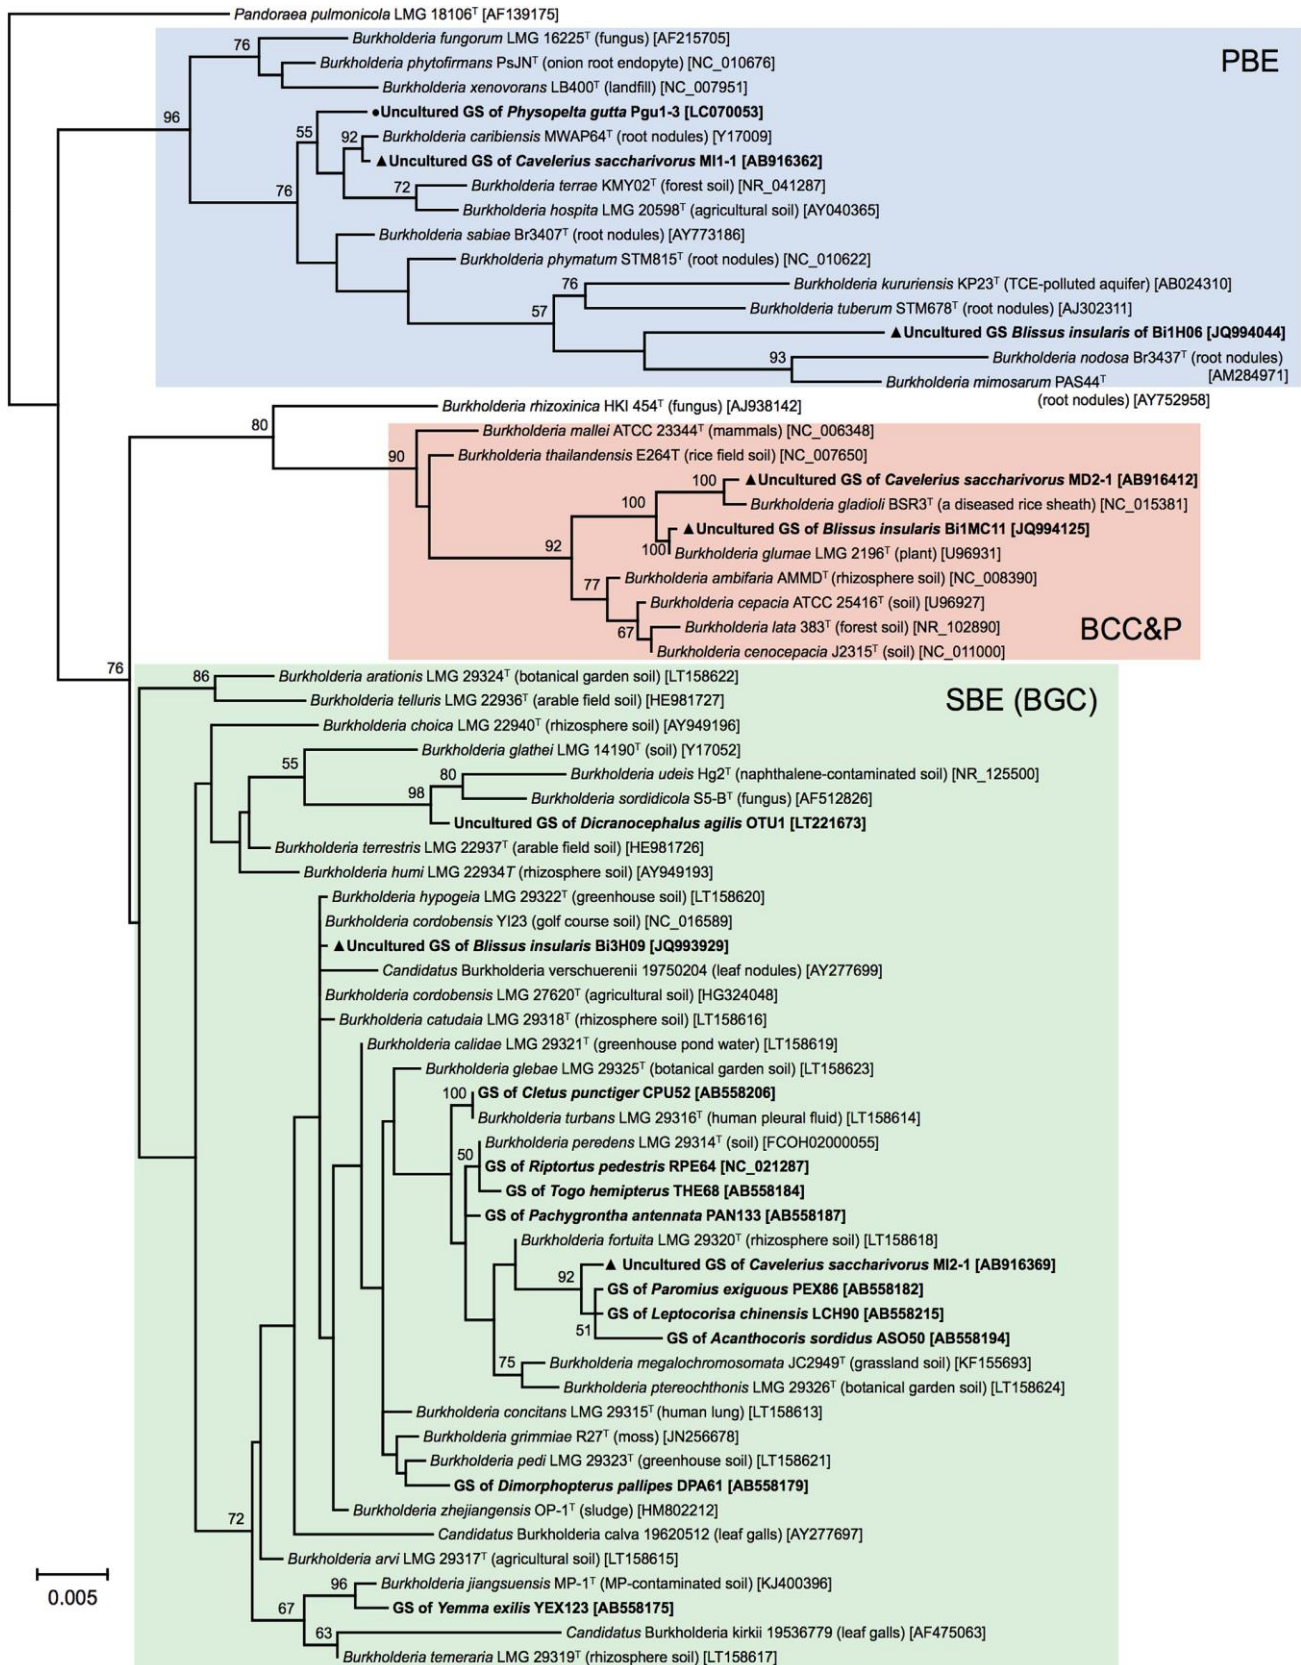 Pandoraea pulmonicola LMG 18106T [AF139175]
PBE
76
Burkholderia fungorum LMG 16225T (fungus) [AF215705]
Burkholderia phytofirmans PsJNT (onion root endopyte) [NC_010676]
Burkholderia xenovorans LB400T (landfill) [NC_007951]
96
●Uncultured GS of Physopelta gutta Pgu1-3 [LC070053]
55
92
Burkholderia caribiensis MWAP64T (root nodules) [Y17009]
▲Uncultured GS of Cavelerius saccharivorus MI1-1 [AB916362]
76
72
Burkholderia terrae KMY02T (forest soil) [NR_041287]
Burkholderia hospita LMG 20598T (agricultural soil) [AY040365]
Burkholderia sabiae Br3407T (root nodules) [AY773186]
Burkholderia phymatum STM815T (root nodules) [NC_010622]
76
Burkholderia kururiensis KP23T (TCE-polluted aquifer) [AB024310]
57
Burkholderia tuberum STM678T (root nodules) [AJ302311]
▲Uncultured GS Blissus insularis of Bi1H06 [JQ994044]
93
Burkholderia nodosa Br3437T (root nodules)
[AM284971]
Burkholderia mimosarum PAS44T
(root nodules) [AY752958]
80
Burkholderia rhizoxinica HKI 454T (fungus) [AJ938142]
90
Burkholderia mallei ATCC 23344T (mammals) [NC_006348]
Burkholderia thailandensis E264T (rice field soil) [NC_007650]
100
▲Uncultured GS of Cavelerius saccharivorus MD2-1 [AB916412]
100
Burkholderia gladioli BSR3T (a diseased rice sheath) [NC_015381]
▲Uncultured GS of Blissus insularis Bi1MC11 [JQ994125]
92
100
Burkholderia glumae LMG 2196T (plant) [U96931]
77
Burkholderia ambifaria AMMDT (rhizosphere soil) [NC_008390]
Burkholderia cepacia ATCC 25416T (soil) [U96927]
67
Burkholderia lata 383T (forest soil) [NR_102890]
BCC&P
Burkholderia cenocepacia J2315T (soil) [NC_011000]
76
86
Burkholderia arationis LMG 29324T (botanical garden soil) [LT158622]
SBE (BGC)
Burkholderia telluris LMG 22936T (arable field soil) [HE981727]
Burkholderia choica LMG 22940T (rhizosphere soil) [AY949196]
55
Burkholderia glathei LMG 14190T (soil) [Y17052]
80
Burkholderia udeis Hg2T (naphthalene-contaminated soil) [NR_125500]
98
Burkholderia sordidicola S5-BT (fungus) [AF512826]
Uncultured GS of Dicranocephalus agilis OTU1 [LT221673]
Burkholderia terrestris LMG 22937T (arable field soil) [HE981726]
Burkholderia humi LMG 22934T (rhizosphere soil) [AY949193]
Burkholderia hypogeia LMG 29322T (greenhouse soil) [LT158620]
Burkholderia cordobensis YI23 (golf course soil) [NC_016589]
▲Uncultured GS of Blissus insularis Bi3H09 [JQ993929]
Candidatus Burkholderia verschuerenii 19750204 (leaf nodules) [AY277699]
Burkholderia cordobensis LMG 27620T (agricultural soil) [HG324048]
Burkholderia catudaia LMG 29318T (rhizosphere soil) [LT158616]
Burkholderia calidae LMG 29321T (greenhouse pond water) [LT158619]
Burkholderia glebae LMG 29325T (botanical garden soil) [LT158623]
100
GS of Cletus punctiger CPU52 [AB558206]
Burkholderia turbans LMG 29316T (human pleural fluid) [LT158614]
Burkholderia peredens LMG 29314T (soil) [FCOH02000055]
50
GS of Riptortus pedestris RPE64 [NC_021287]
GS of Togo hemipterus THE68 [AB558184]
GS of Pachygrontha antennata PAN133 [AB558187]
Burkholderia fortuita LMG 29320T (rhizosphere soil) [LT158618]
92
▲ Uncultured GS of Cavelerius saccharivorus MI2-1 [AB916369]
GS of Paromius exiguous PEX86 [AB558182]
GS of Leptocorisa chinensis LCH90 [AB558215]
51
GS of Acanthocoris sordidus ASO50 [AB558194]
75
Burkholderia megalochromosomata JC2949T (grassland soil) [KF155693]
Burkholderia ptereochthonis LMG 29326T (botanical garden soil) [LT158624]
Burkholderia concitans LMG 29315T (human lung) [LT158613]
Burkholderia grimmiae R27T (moss) [JN256678]
Burkholderia pedi LMG 29323T (greenhouse soil) [LT158621]
GS of Dimorphopterus pallipes DPA61 [AB558179]
Burkholderia zhejiangensis OP-1T (sludge) [HM802212]
72
Candidatus Burkholderia calva 19620512 (leaf galls) [AY277697]
Burkholderia arvi LMG 29317T (agricultural soil) [LT158615]
0.005
96
Burkholderia jiangsuensis MP-1T (MP-contaminated soil) [KJ400396]
67
GS of Yemma exilis YEX123 [AB558175]
63
Candidatus Burkholderia kirkii 19536779 (leaf galls) [AF475063]
Burkholderia temeraria LMG 29319T (rhizosphere soil) [LT158617]